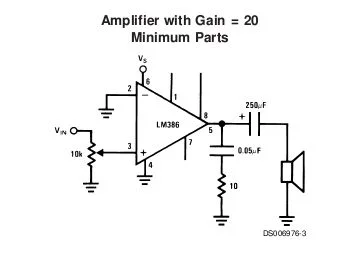 Amplifier with Gain = 20
Minimum Parts
VS
6
2
−
1
250μF
VIN
LM386
8
+
5
10k
3
+
7
0.05μF
4
10
DS006976-3